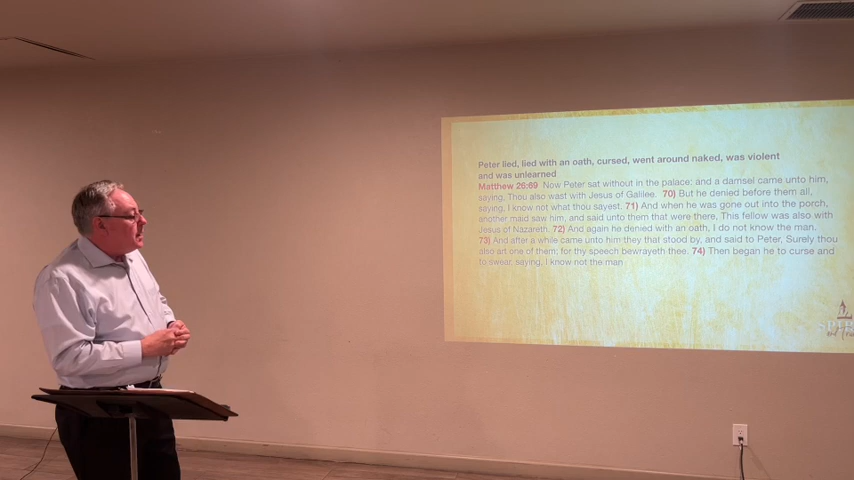 Peter lied, lied with an oath, cursed, went around naked, was violent
and was unlearned
Matthew 26:69 Now Peter sat without in the palace: and a damsel came unto him,
saying, Thou also wast with Jesus of Galilee. 70) But he denied before them all,
saying, I know not what thou sayest. 71) And when he was gone out into the porch,
another maid saw him, and said unto them that were there, This fellow was also with
Jesus of Nazareth. 72) And again he denied with an oath, I do not know the man.
73) And after a while came unto him they that stood by, and said to Peter, Surely thou
also art one of them; for thy speech bewrayeth thee. 74) Then began he to curse and
to swear, saying, I know not the man